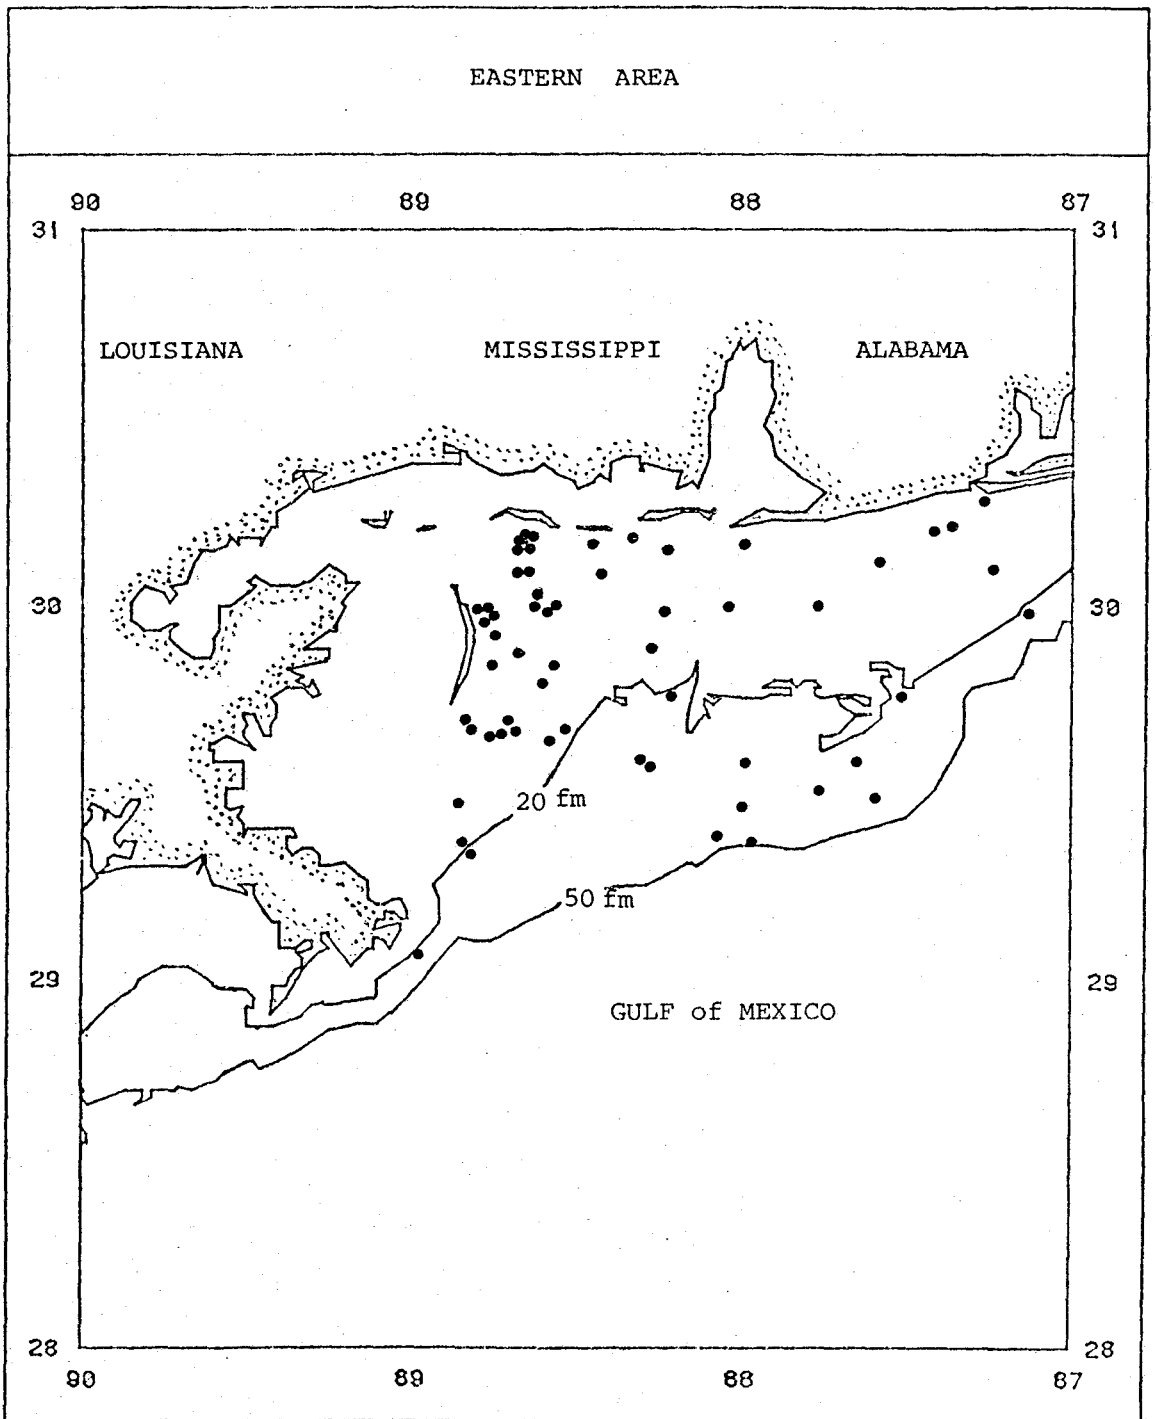 EASTERN AREA
90 89 88 87
31 31
LOUISIANA MISSISSIPPI ALABAMA
30 30
20 fm
50 fm
29 29
GULF of MEXICO
28 28
90 89 88 87